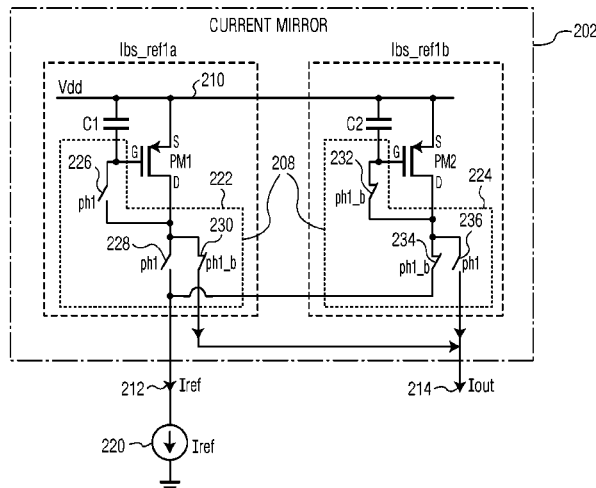 CURRENT MIRROR
202
Ibs_ref1a
Ibs_ref1b
Vdd
210
C1
C2
S
G
PM1
D
S
G
PM2
D
226
222
208
232
224
ph1
ph1_b
236
228
230
234
ph1
ph1_b
ph1_b
ph1
212
Iref
214
Iout
220
Iref